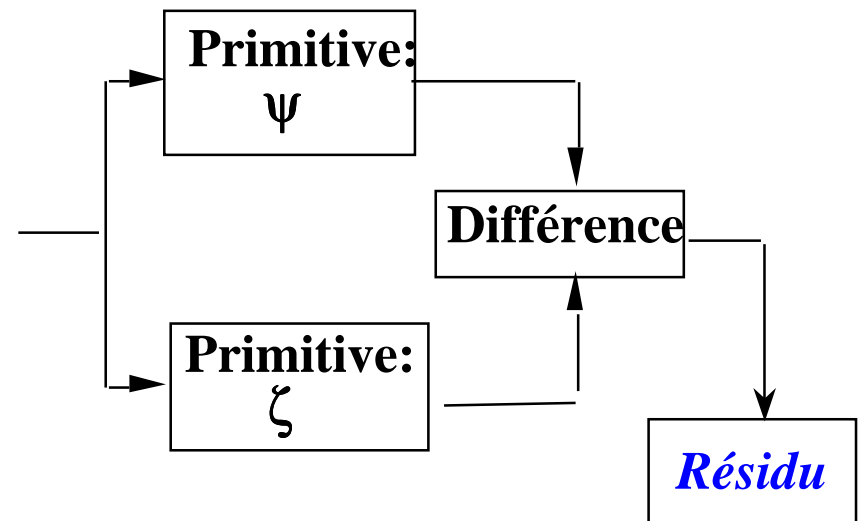 Primitive:
ψ
Différence
Primitive:
ζ
Résidu